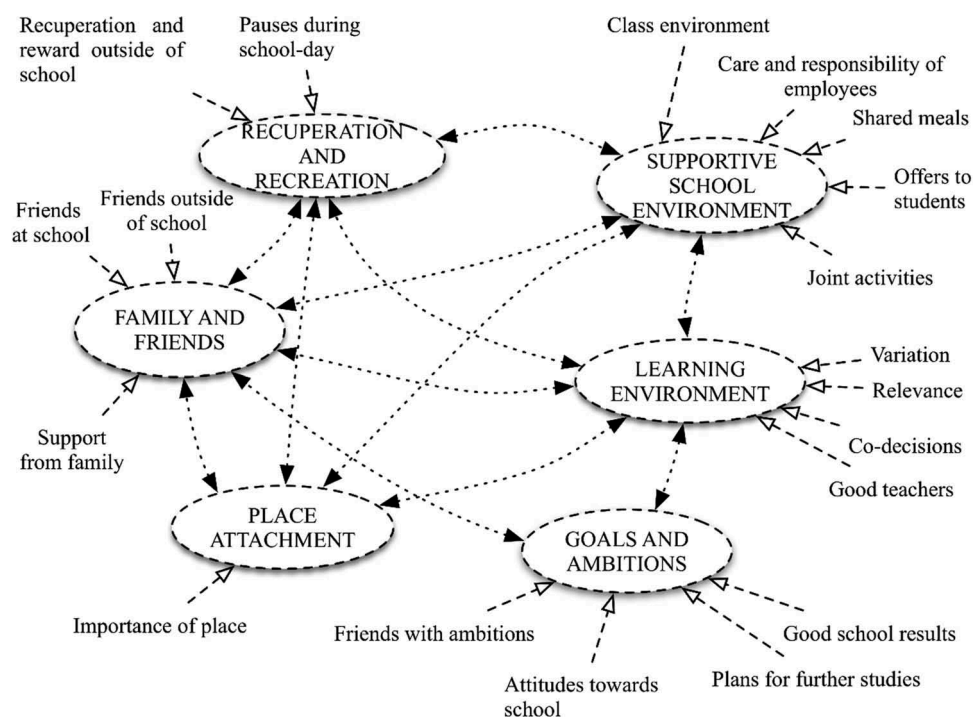 Recuperation and
reward outside of
school
Pauses during
school-day
Class environment
Care and responsibility of
employees
Shared meals
RECUPERATION
AND
RECREATION
SUPPORTIVE
SCHOOL
ENVIRONMENT
Offers to
students
Friends
at school
Friends outside
of school
Joint activities
FAMILY AND
FRIENDS
LEARNING
ENVIRONMENT
Variation
Relevance
Co-decisions
Good teachers
Support
from family
PLACE
ATTACHMENT
GOALS AND
AMBITIONS
Importance of place
Friends with ambitions
Good school results
Attitudes towards
school
Plans for further studies